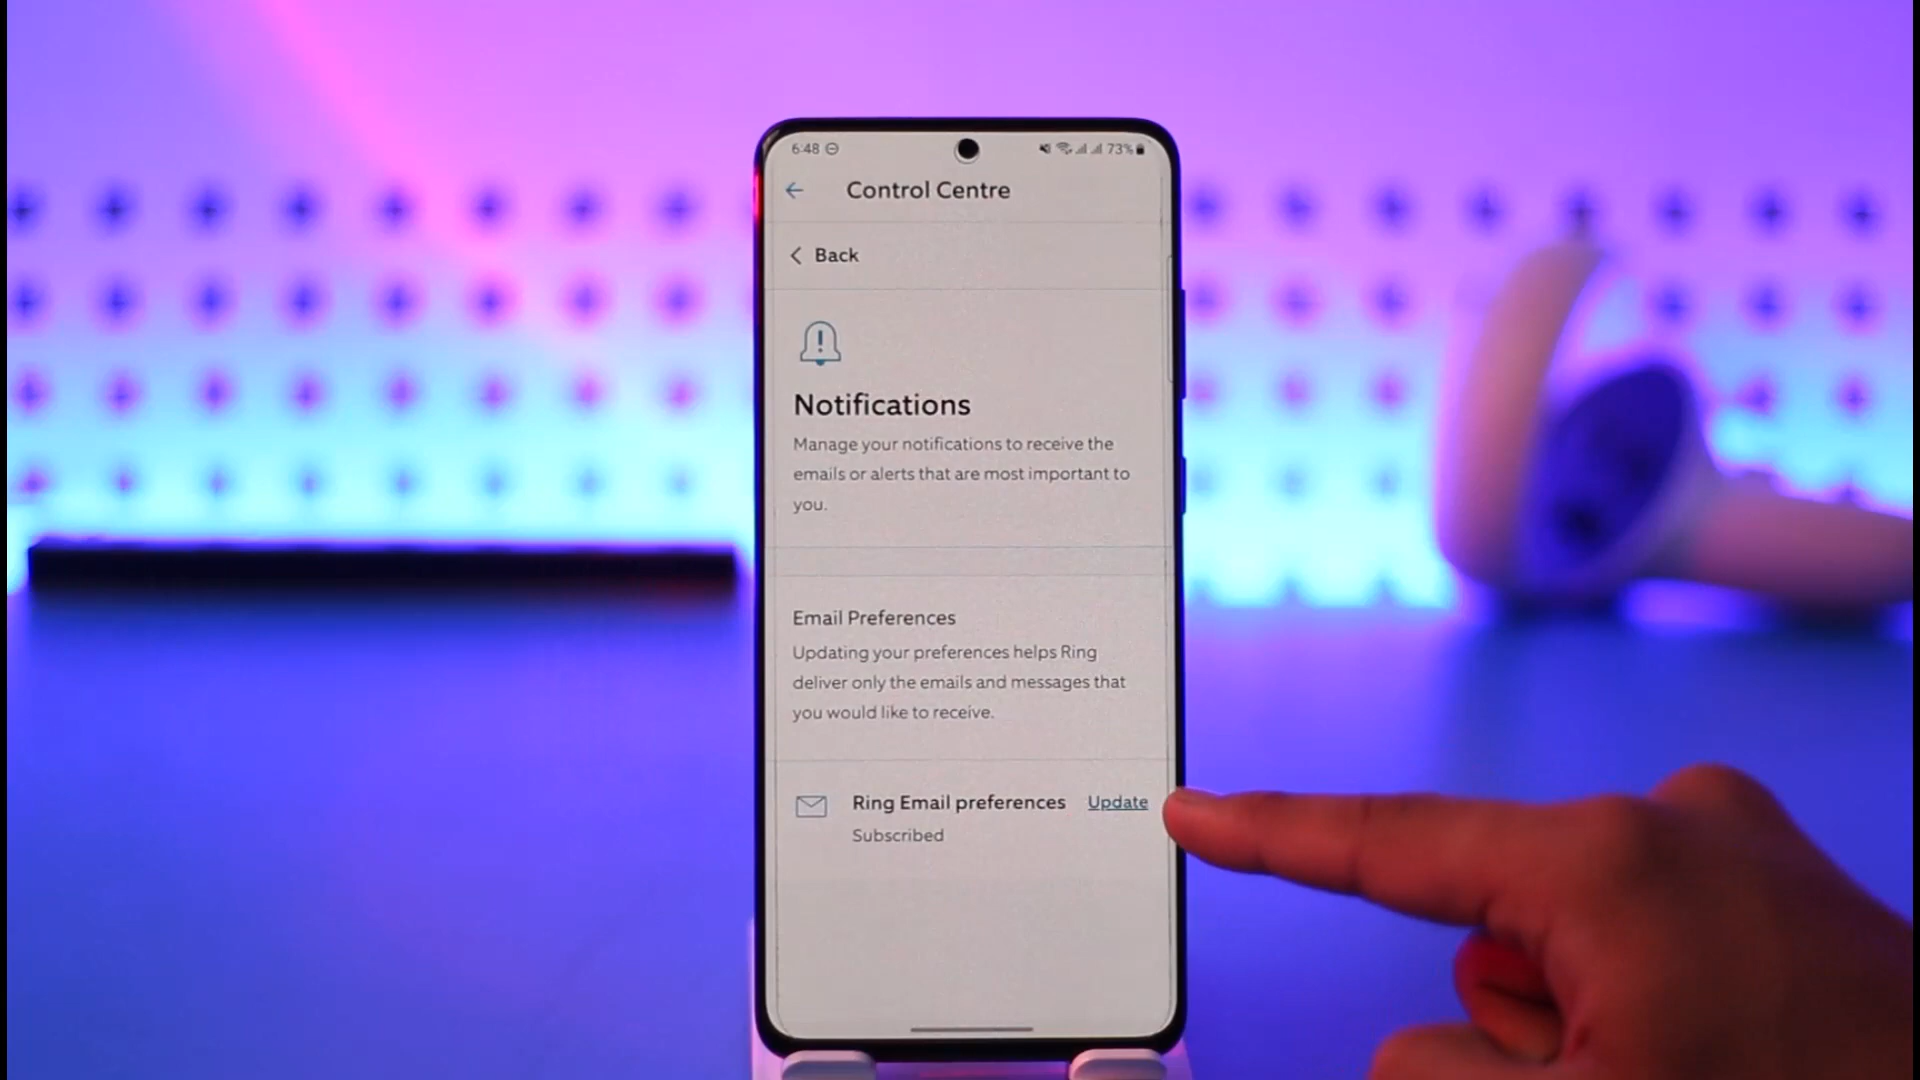 6:48
73%
Control Centre
Back
Notifications
Manage your notifications to receive the
emails or alerts that are most important to
you.
Email Preferences
Updating your preferences helps Ring
deliver only the emails and messages that
you would like to receive.
Ring Email preferences Update
Subscribed